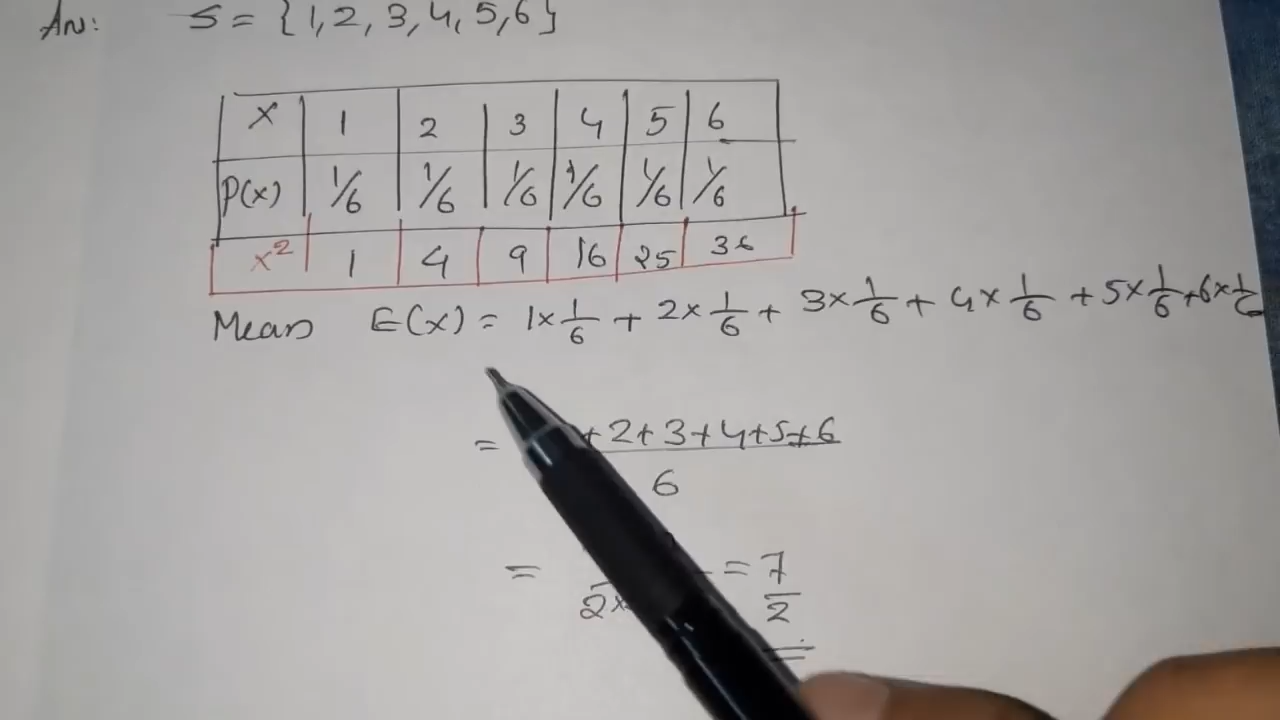 An: S = {1, 2, 3, 4, 5, 6}
X 1 2 3 4 5 6
P(x) 1/6 1/6 1/6 1/6 1/6 1/6
x² 1 4 9 16 25 36
Mean E(X) = 1×1/6 + 2×1/6 + 3×1/6 + 4×1/6 + 5×1/6 + 6×1/6
= + 2+3+4+5+6
6
= = 7/2
2×